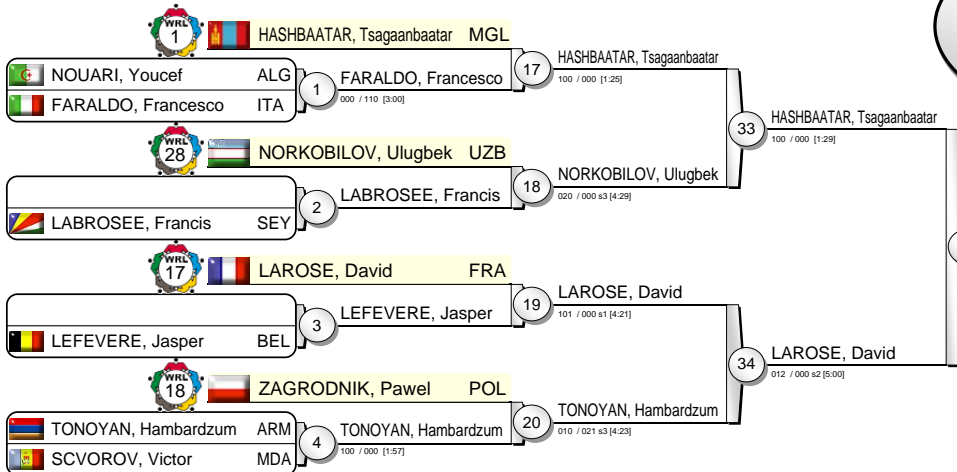 WRL
1
HASHBAATAR, Tsagaanbaatar MGL
NOUARI, Youcef ALG
FARALDO, Francesco ITA
1
FARALDO, Francesco
000 / 110 [3:00]
17
HASHBAATAR, Tsagaanbaatar
100 / 000 [1:25]
WRL
28
NORKOBILOV, Ulugbek UZB
LABROSEE, Francis SEY
2
LABROSEE, Francis
18
NORKOBILOV, Ulugbek
020 / 000 s3 [4:29]
33
HASHBAATAR, Tsagaanbaatar
100 / 000 [1:29]
WRL
17
LAROSE, David FRA
LEFEVERE, Jasper BEL
3
LEFEVERE, Jasper
19
LAROSE, David
101 / 000 s1 [4:21]
WRL
18
ZAGRODNIK, Pawel POL
TONOYAN, Hambardzum ARM
SCVOROV, Victor MDA
4
TONOYAN, Hambardzum
100 / 000 [1:57]
20
TONOYAN, Hambardzum
010 / 021 s3 [4:23]
34
LAROSE, David
012 / 000 s2 [5:00]